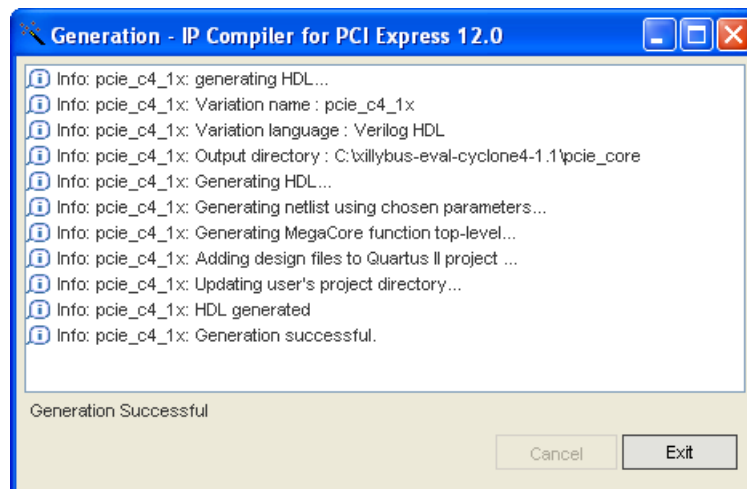 Generation - IP Compiler for PCI Express 12.0
Info: pcie_c4_1x: generating HDL...
Info: pcie_c4_1x: Variation name : pcie_c4_1x
Info: pcie_c4_1x: Variation language : Verilog HDL
Info: pcie_c4_1x: Output directory : C:\xillybus-eval-cyclone4-1.1\pcie_core
Info: pcie_c4_1x: Generating HDL...
Info: pcie_c4_1x: Generating netlist using chosen parameters...
Info: pcie_c4_1x: Generating MegaCore function top-level...
Info: pcie_c4_1x: Adding design files to Quartus II project ...
Info: pcie_c4_1x: Updating user's project directory...
Info: pcie_c4_1x: HDL generated
Info: pcie_c4_1x: Generation successful.
Generation Successful
Cancel Exit